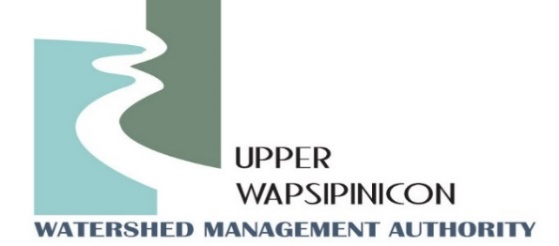 UPPER
WAPSIPINICON
WATERSHED MANAGEMENT AUTHORITY